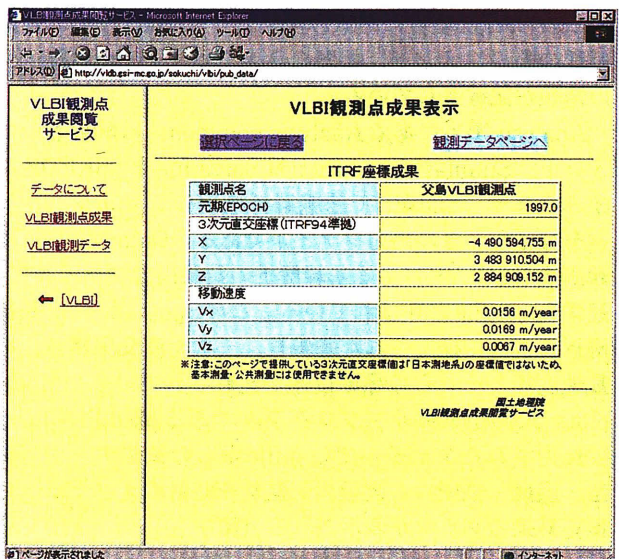 VLBI観測点成果閲覧サービス - Microsoft Internet Explorer
ファイル(F) 編集(E) 表示(V) お気に入り(A) ツール(T) ヘルプ(H)
アドレス(D) http://vldb.gsi-mc.go.jp/sokuchi/vlbi/pub_data/
VLBI観測点
成果閲覧
サービス
データについて
VLBI観測点成果
VLBI観測データ
[VLBI]
VLBI観測点成果表示
選択ページに戻る 観測データページへ
ITRF座標成果
観測点名 父島VLBI観測点
元期(EPOCH) 1997.0
3次元直交座標(ITRF94準拠)
X -4 490 594.755 m
Y 3 483 910.504 m
Z 2 884 909.152 m
移動速度
Vx 0.0156 m/year
Vy 0.0169 m/year
Vz 0.0067 m/year
※注意:このページで提供している3次元直交座標値は「日本測地系」の座標値ではないため、
基本測量・公共測量には使用できません。
国土地理院
VLBI観測点成果閲覧サービス
ページが表示されました インターネット